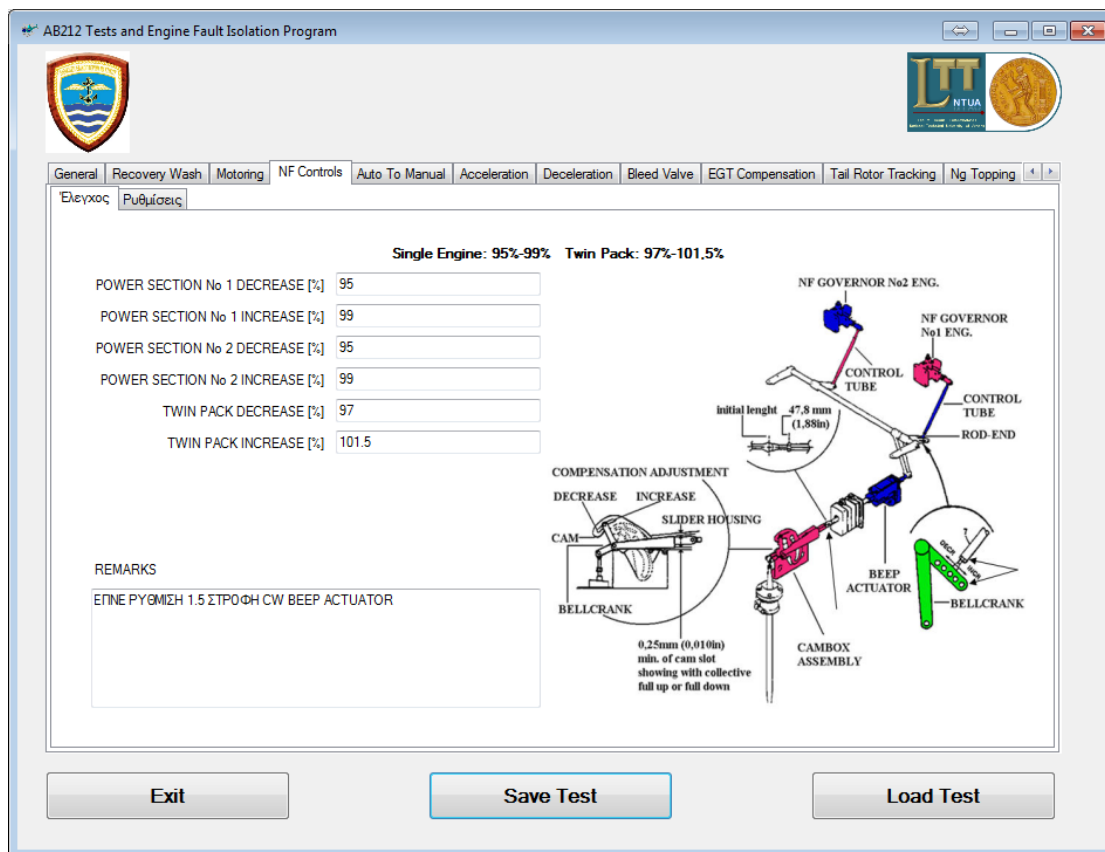 AB212 Tests and Engine Fault Isolation Program
LTT
NTUA
General Recovery Wash Motoring NF Controls Auto To Manual Acceleration Deceleration Bleed Valve EGT Compensation Tail Rotor Tracking Ng Topping
Έλεγχος Ρυθμίσεις
Single Engine: 95%-99% Twin Pack: 97%-101,5%
POWER SECTION No 1 DECREASE [%] 95
POWER SECTION No 1 INCREASE [%] 99
POWER SECTION No 2 DECREASE [%] 95
POWER SECTION No 2 INCREASE [%] 99
TWIN PACK DECREASE [%] 97
TWIN PACK INCREASE [%] 101.5
REMARKS
ΕΓΙΝΕ ΡΥΘΜΙΣΗ 1.5 ΣΤΡΟΦΗ CW BEEP ACTUATOR
NF GOVERNOR No2 ENG.
NF GOVERNOR
No1 ENG.
CONTROL
TUBE
CONTROL
TUBE
ROD-END
initial lenght 47,8 mm
(1,88in)
COMPENSATION ADJUSTMENT
DECREASE INCREASE
SLIDER HOUSING
CAM
BELLCRANK
BEEP
ACTUATOR
DECR
INCR
7
BELLCRANK
0,25mm (0,010in)
min. of cam slot
showing with collective
full up or full down
CAMBOX
ASSEMBLY
Exit Save Test Load Test